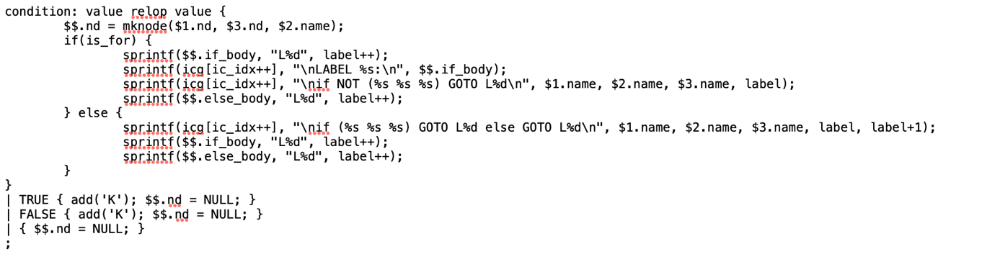 condition: value relop value {
        $$.nd = mknode($1.nd, $3.nd, $2.name);
        if(is_for) {
                sprintf($$.if_body, "L%d", label++);
                sprintf(icg[ic_idx++], "\nLABEL %s:\n", $$.if_body);
                sprintf(icg[ic_idx++], "\nif NOT (%s %s %s) GOTO L%d\n", $1.name, $2.name, $3.name, label);
                sprintf($$.else_body, "L%d", label++);
        } else {
                sprintf(icg[ic_idx++], "\nif (%s %s %s) GOTO L%d else GOTO L%d\n", $1.name, $2.name, $3.name, label, label+1);
                sprintf($$.if_body, "L%d", label++);
                sprintf($$.else_body, "L%d", label++);
        }
}
| TRUE { add('K'); $$.nd = NULL; }
| FALSE { add('K'); $$.nd = NULL; }
| { $$.nd = NULL; }
;